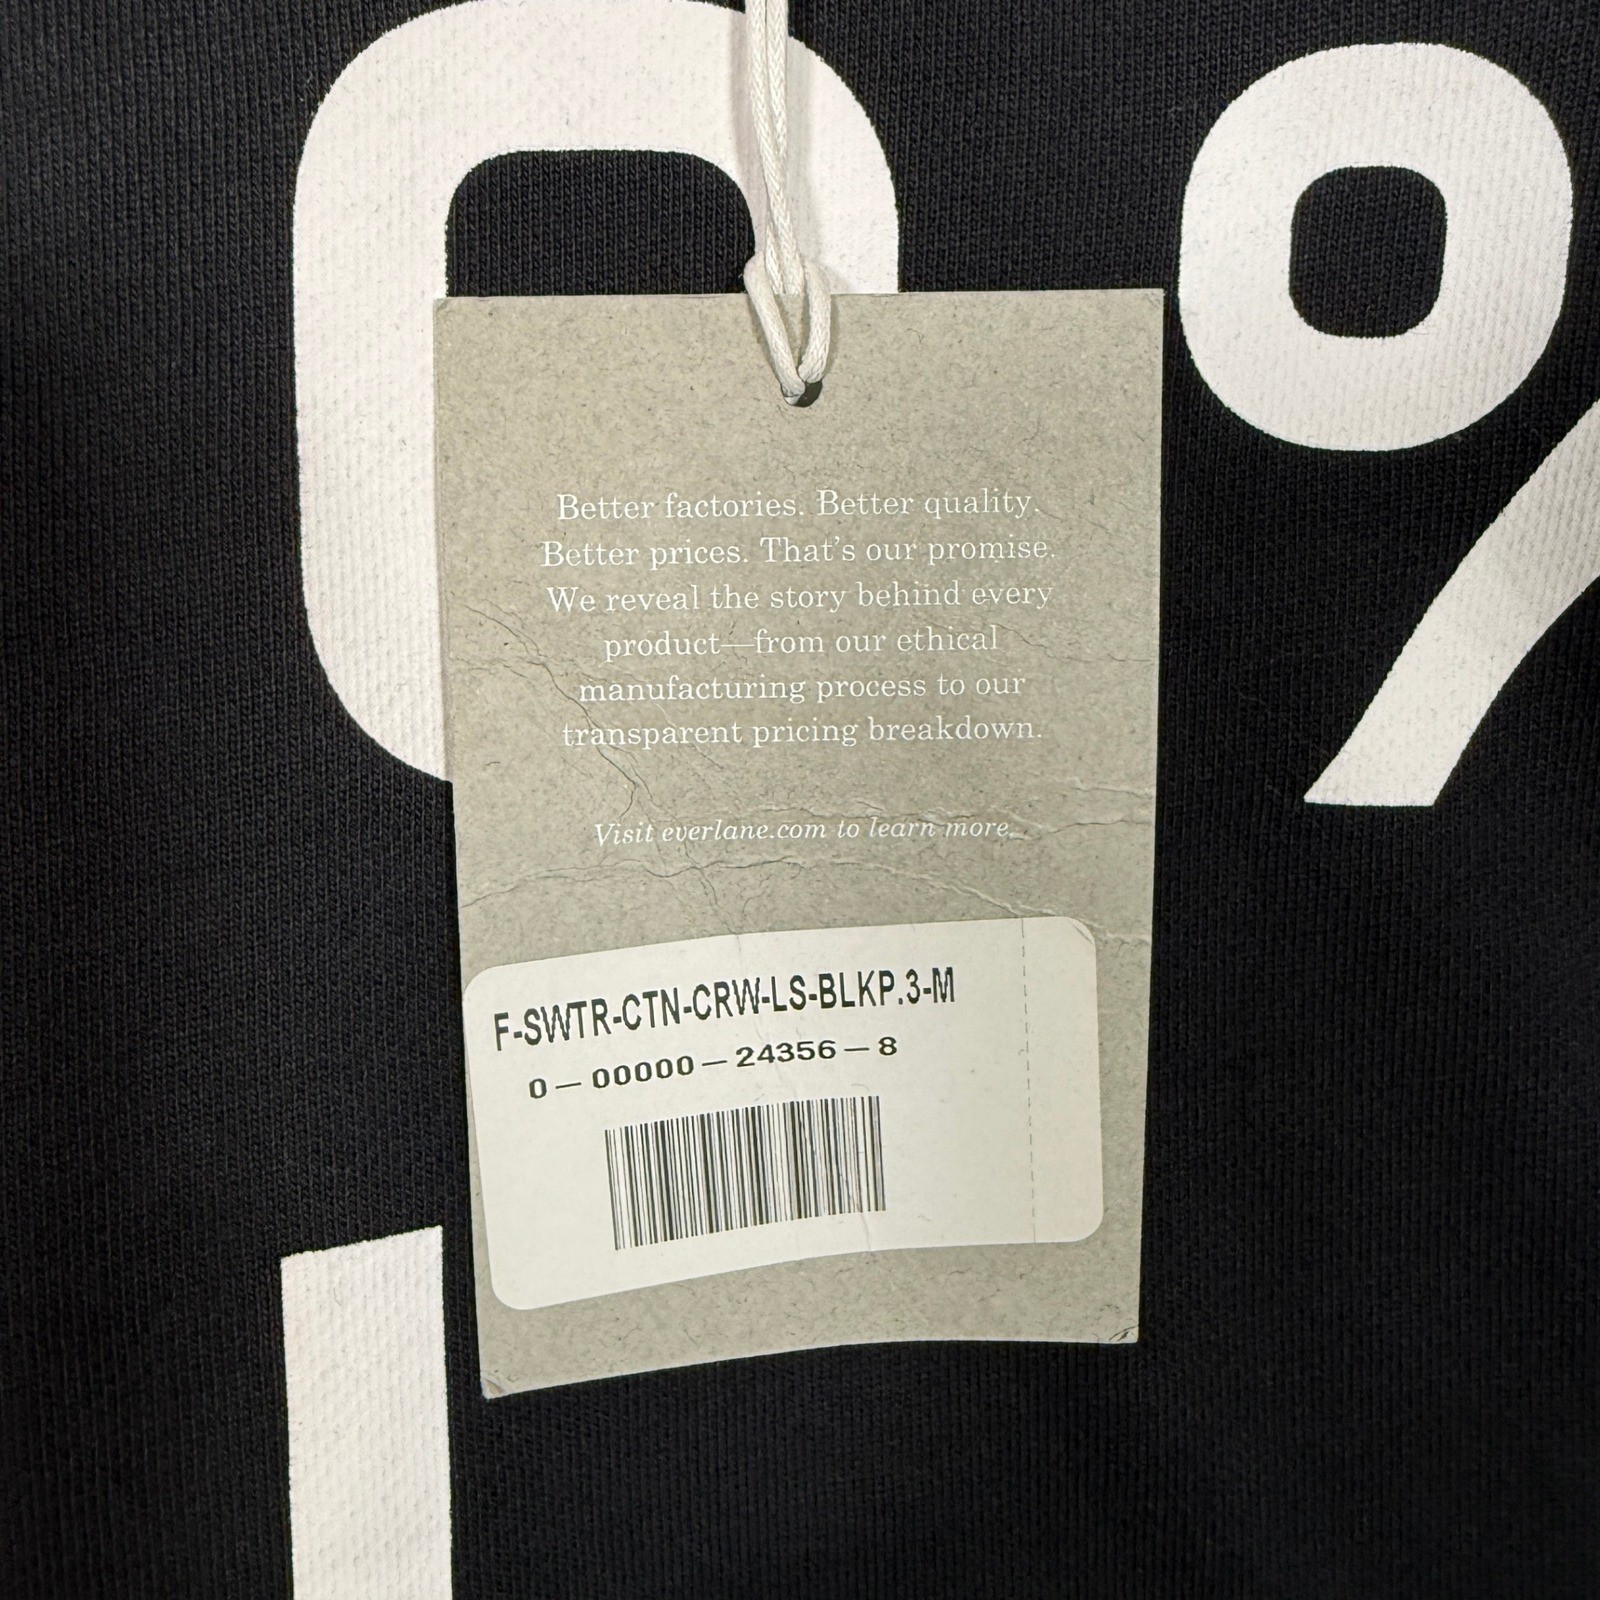 0%
Better factories. Better quality.
Better prices. That's our promise.
We reveal the story behind every
product—from our ethical
manufacturing process to our
transparent pricing breakdown.
Visit everlane.com to learn more.
F-SWTR-CTN-CRW-LS-BLKP.3-M
0 — 00000 — 24356 — 8